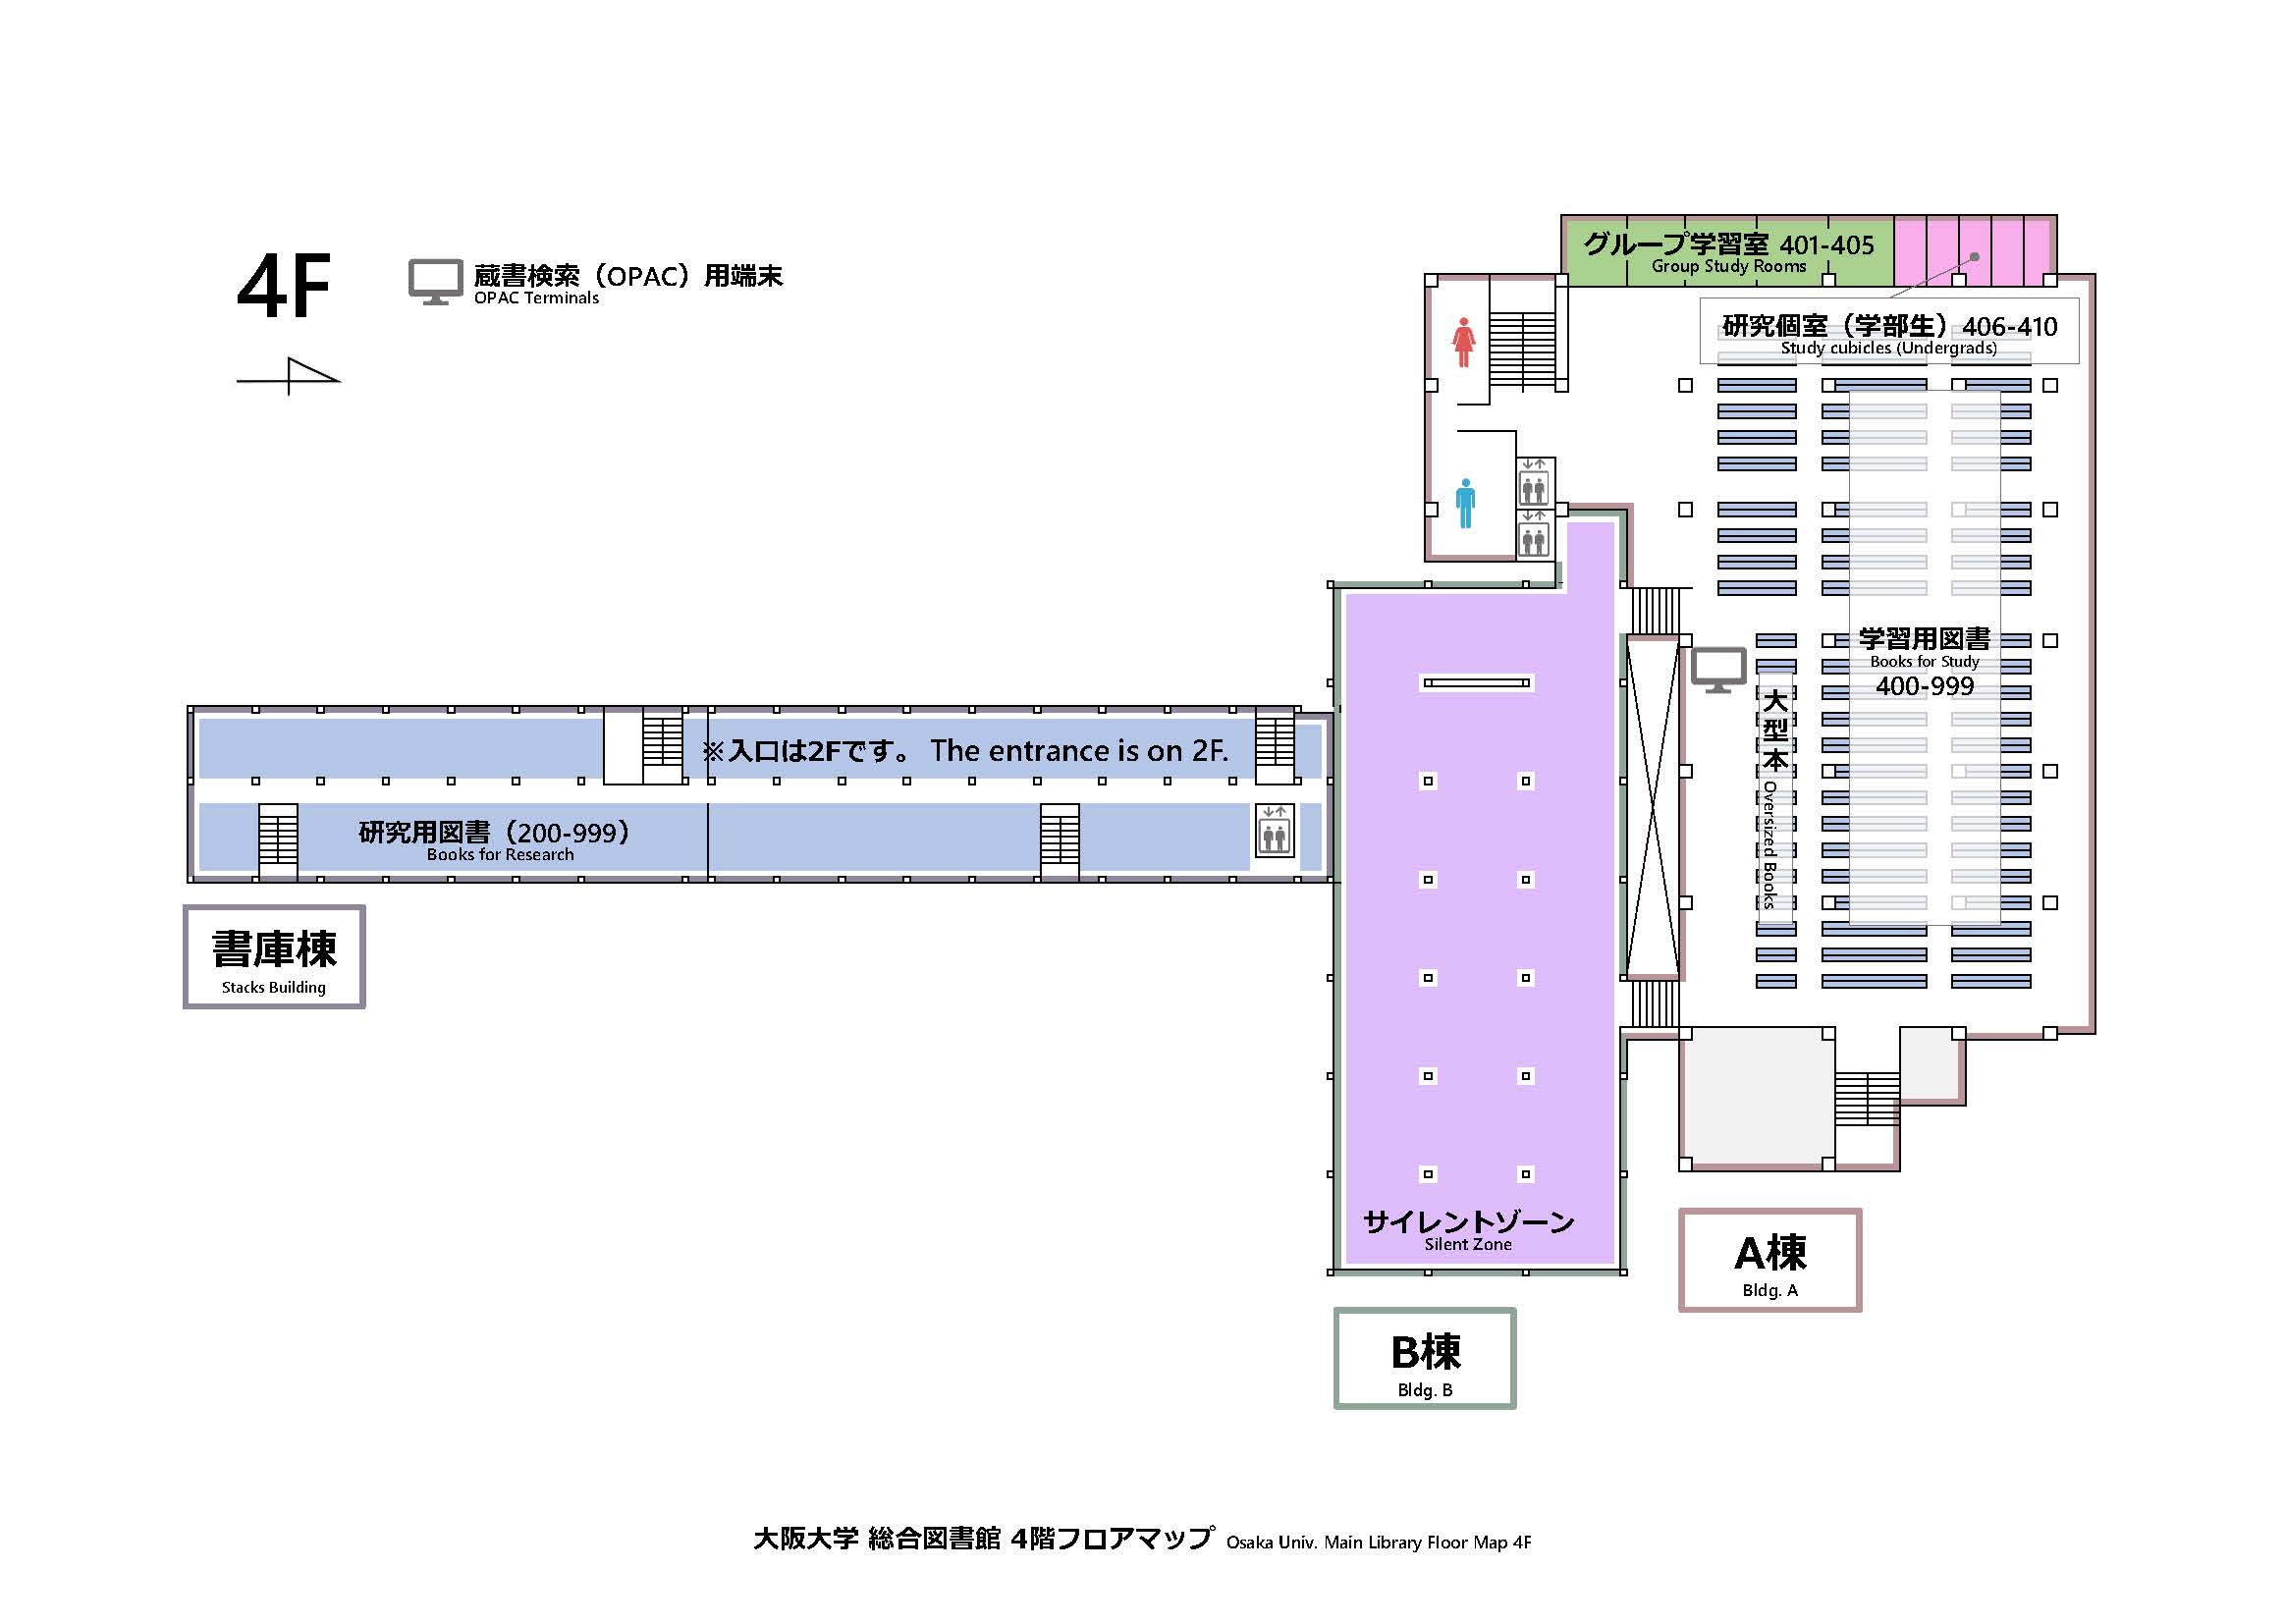 4F
蔵書検索（OPAC）用端末
OPAC Terminals
グループ学習室 401-405
Group Study Rooms
研究個室（学部生）406-410
Study cubicles (Undergrads)
学習用図書
Books for Study
400-999
大型本 Oversized Books
※入口は2Fです。 The entrance is on 2F.
研究用図書（200-999）
Books for Research
書庫棟
Stacks Building
サイレントゾーン
Silent Zone
A棟
Bldg. A
B棟
Bldg. B
大阪大学 総合図書館 4階フロアマップ Osaka Univ. Main Library Floor Map 4F